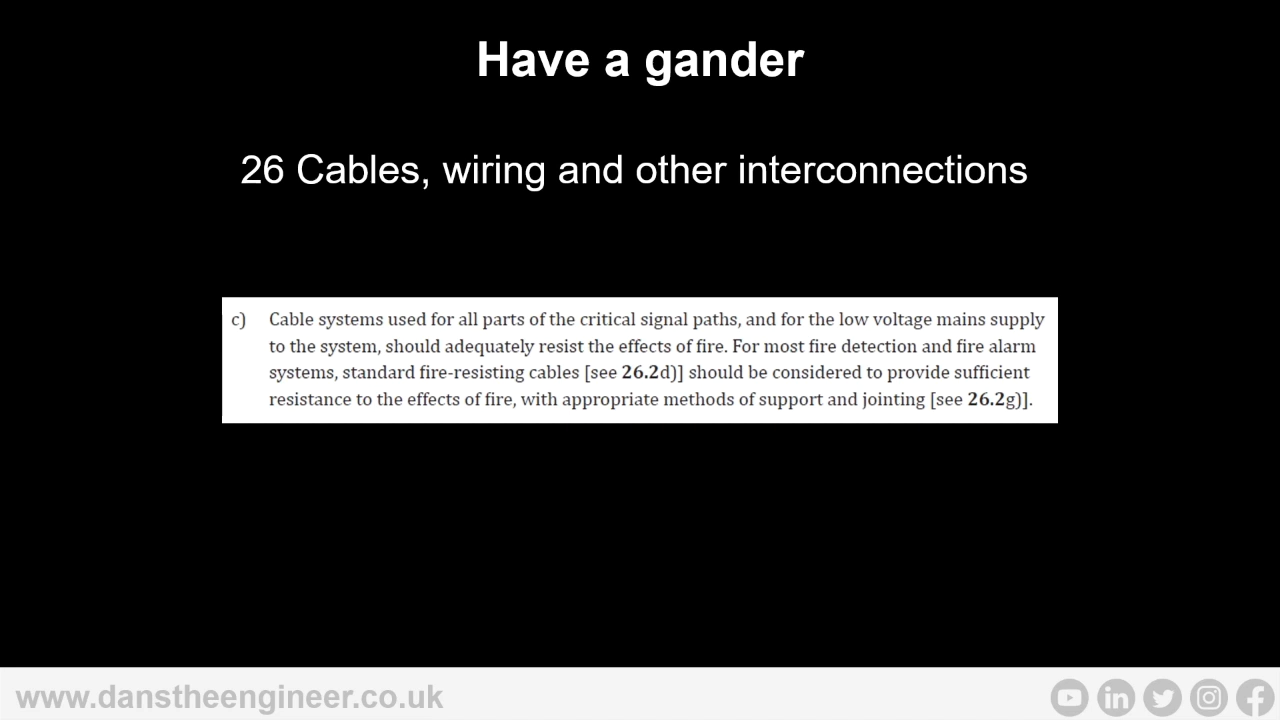 Have a gander
26 Cables, wiring and other interconnections
c) Cable systems used for all parts of the critical signal paths, and for the low voltage mains supply
to the system, should adequately resist the effects of fire. For most fire detection and fire alarm
systems, standard fire-resisting cables [see 26.2d)] should be considered to provide sufficient
resistance to the effects of fire, with appropriate methods of support and jointing [see 26.2g)].
www.danstheengineer.co.uk